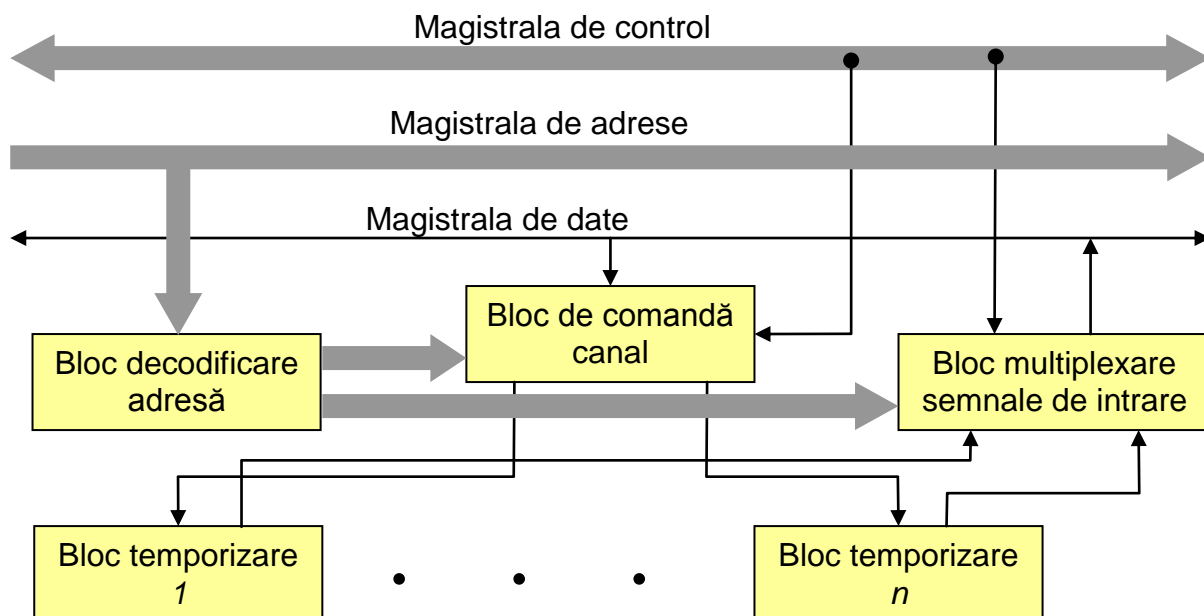 Magistrala de control
Magistrala de adrese
Magistrala de date
Bloc de comandă
canal
Bloc decodificare
adresă
Bloc multiplexare
semnale de intrare
Bloc temporizare
1
Bloc temporizare
n